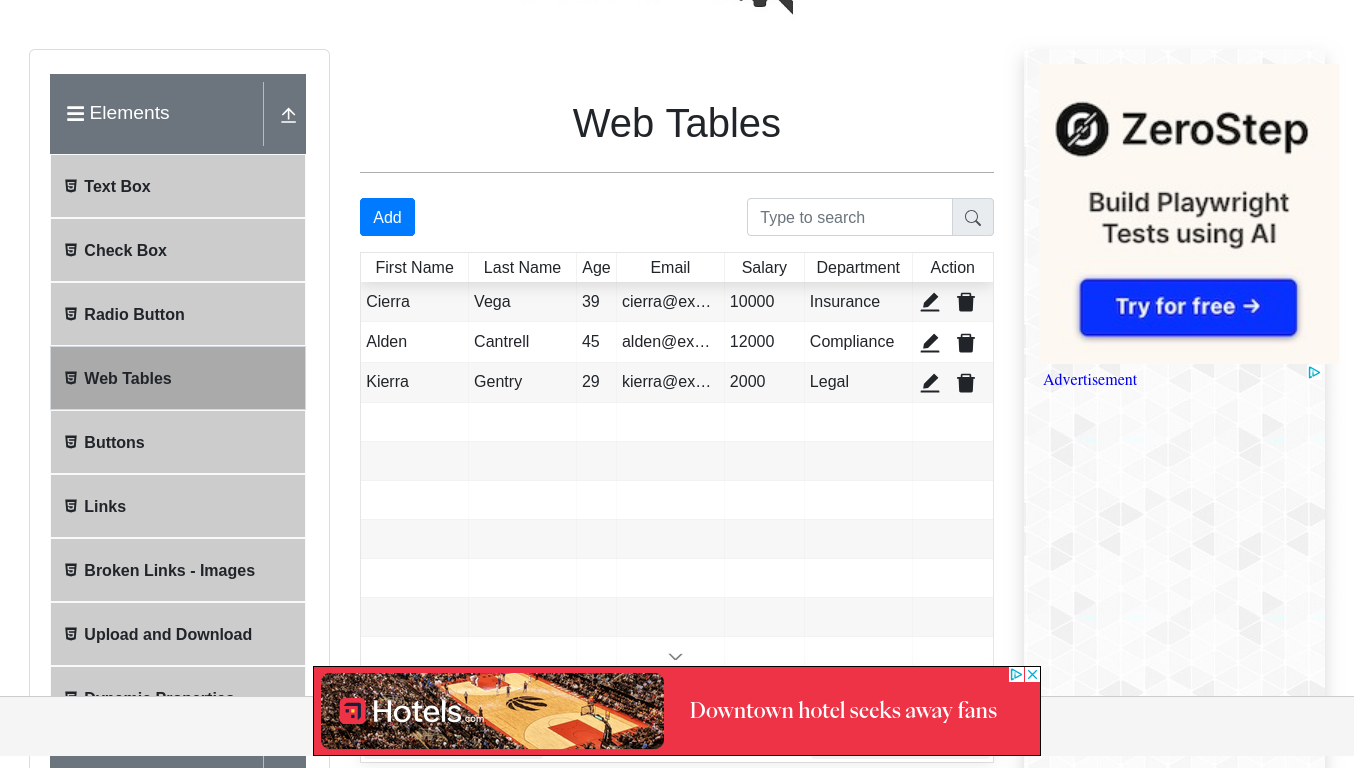 Elements
Text Box
Check Box
Radio Button
Web Tables
Buttons
Links
Broken Links - Images
Upload and Download
Web Tables
Add
Type to search
First Name Last Name Age Email Salary Department Action
Cierra Vega 39 cierra@ex... 10000 Insurance
Alden Cantrell 45 alden@ex... 12000 Compliance
Kierra Gentry 29 kierra@ex... 2000 Legal
ZeroStep
Build Playwright
Tests using AI
Try for free →
Advertisement
Hotels.com
Downtown hotel seeks away fans